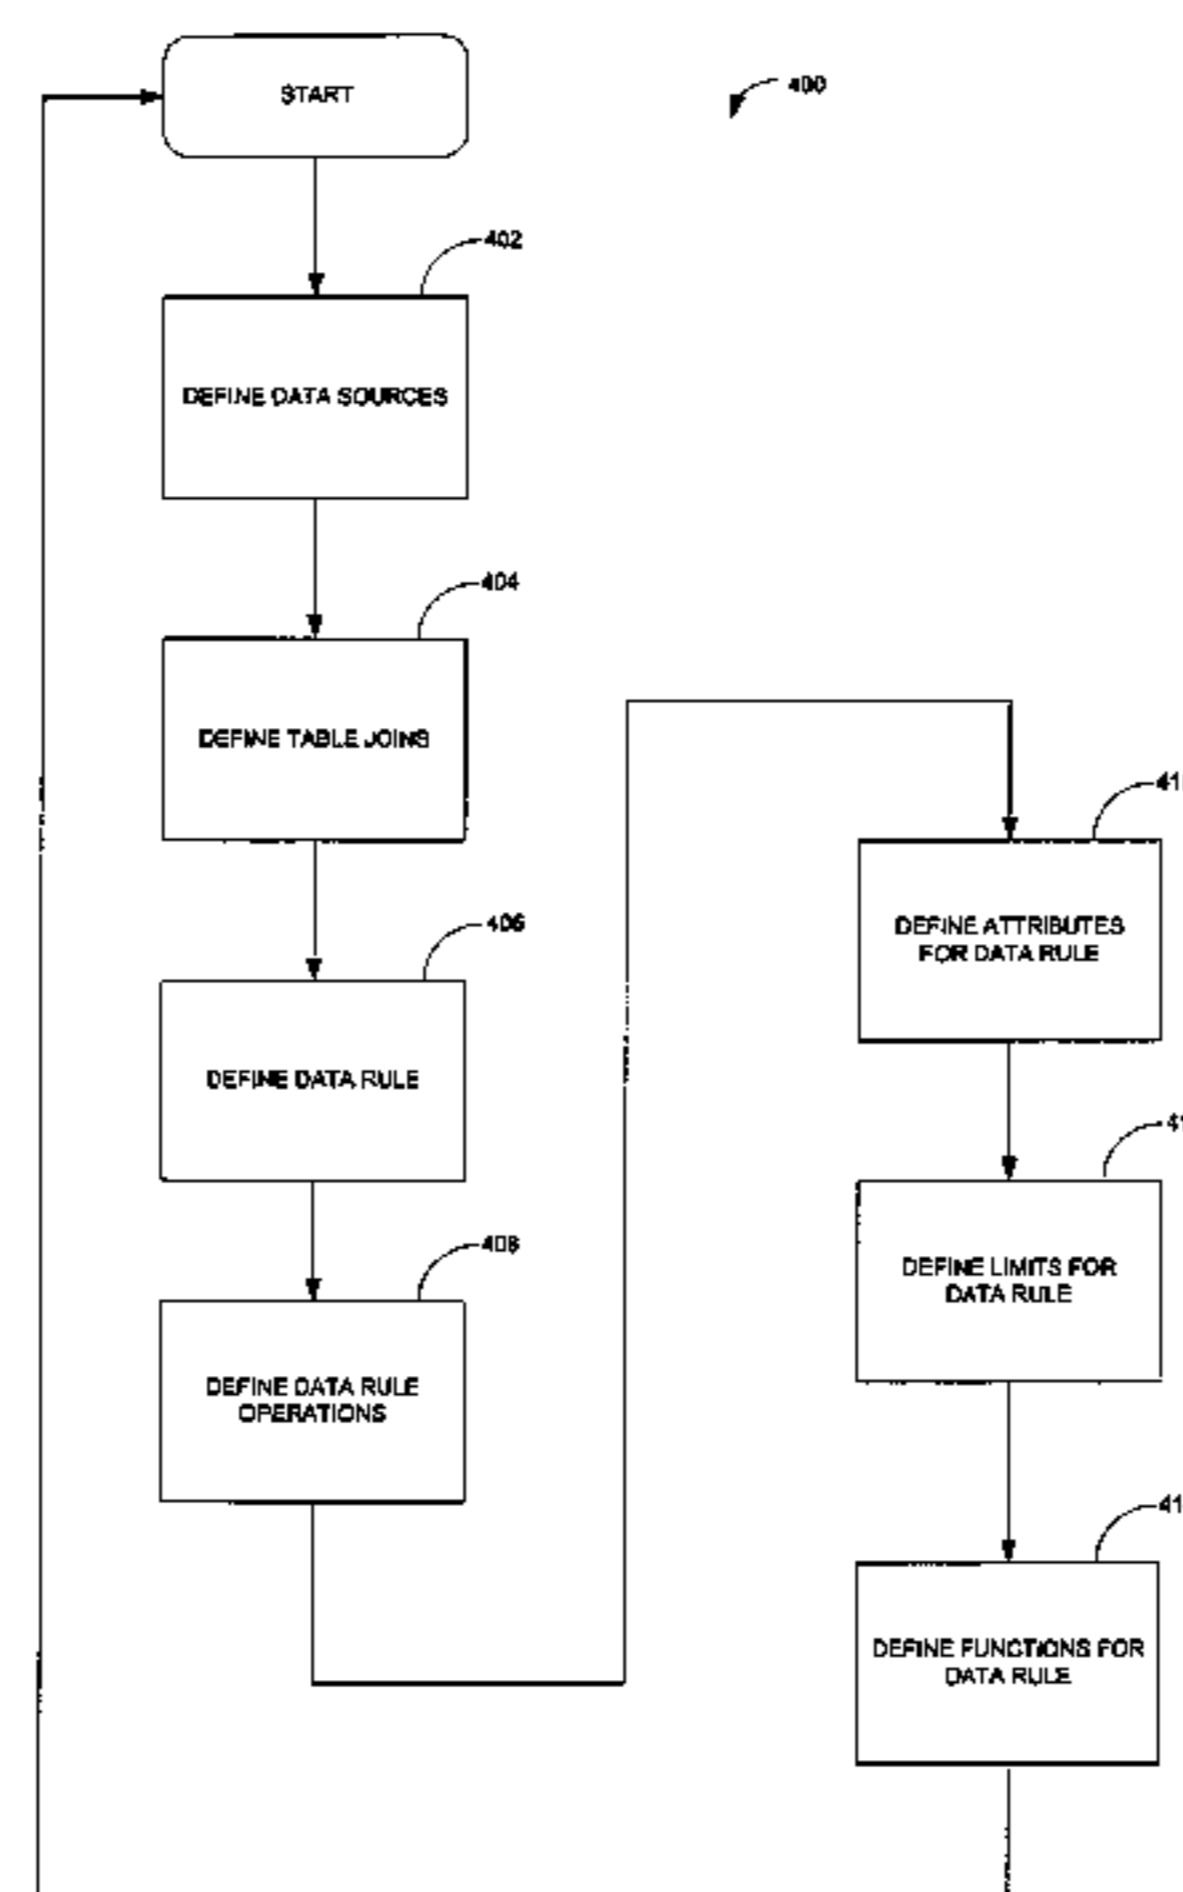 START
400
402
DEFINE DATA SOURCES
404
DEFINE TABLE JOINS
406
DEFINE DATA RULE
408
DEFINE DATA RULE
OPERATIONS
DEFINE ATTRIBUTES
FOR DATA RULE
DEFINE LIMITS FOR
DATA RULE
DEFINE FUNCTIONS FOR
DATA RULE